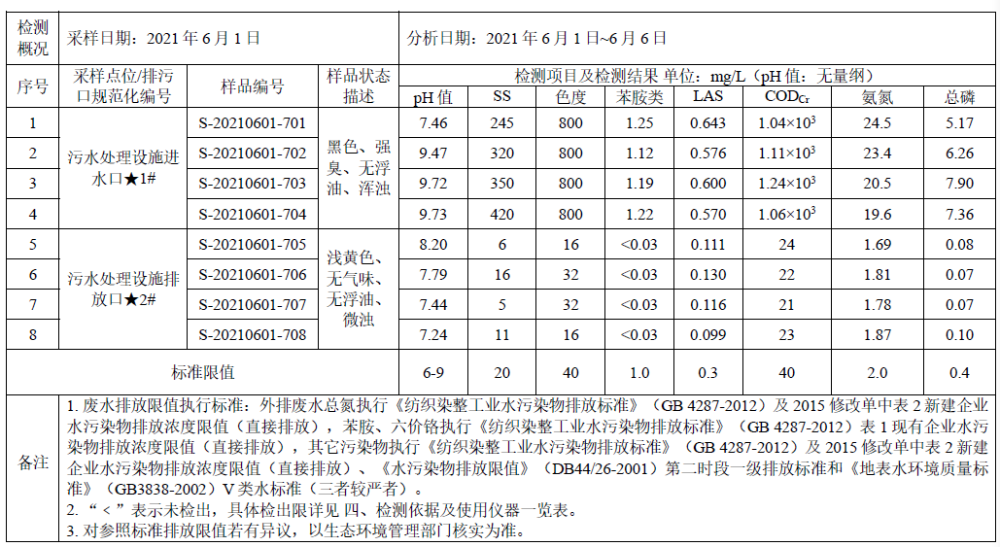 检测概况 采样日期：2021 年 6 月 1 日 分析日期：2021 年 6 月 1 日~6 月 6 日
序号 采样点位/排污口规范化编号 样品编号 样品状态描述 检测项目及检测结果 单位：mg/L（pH 值：无量纲）
pH 值 SS 色度 苯胺类 LAS CODCr 氨氮 总磷
1 污水处理设施进水口★1# S-20210601-701 黑色、强臭、无浮油、浑浊 7.46 245 800 1.25 0.643 1.04×10³ 24.5 5.17
2 S-20210601-702 9.47 320 800 1.12 0.576 1.11×10³ 23.4 6.26
3 S-20210601-703 9.72 350 800 1.19 0.600 1.24×10³ 20.5 7.90
4 S-20210601-704 9.73 420 800 1.22 0.570 1.06×10³ 19.6 7.36
5 污水处理设施排放口★2# S-20210601-705 浅黄色、无气味、无浮油、微浊 8.20 6 16 <0.03 0.111 24 1.69 0.08
6 S-20210601-706 7.79 16 32 <0.03 0.130 22 1.81 0.07
7 S-20210601-707 7.44 5 32 <0.03 0.116 21 1.78 0.07
8 S-20210601-708 7.24 11 16 <0.03 0.099 23 1.87 0.10
标准限值 6-9 20 40 1.0 0.3 40 2.0 0.4
备注
1. 废水排放限值执行标准：外排废水总氮执行《纺织染整工业水污染物排放标准》（GB 4287-2012）及 2015 修改单中表 2 新建企业
水污染物排放浓度限值（直接排放），苯胺、六价铬执行《纺织染整工业水污染物排放标准》（GB 4287-2012）表 1 现有企业水污
染物排放浓度限值（直接排放），其它污染物执行《纺织染整工业水污染物排放标准》（GB 4287-2012）及 2015 修改单中表 2 新建
企业水污染物排放浓度限值（直接排放）、《水污染物排放限值》（DB44/26-2001）第二时段一级排放标准和《地表水环境质量标
准》（GB3838-2002）V 类水标准（三者较严者）。
2. “＜”表示未检出，具体检出限详见 四、检测依据及使用仪器一览表。
3. 对参照标准排放限值若有异议，以生态环境管理部门核实为准。